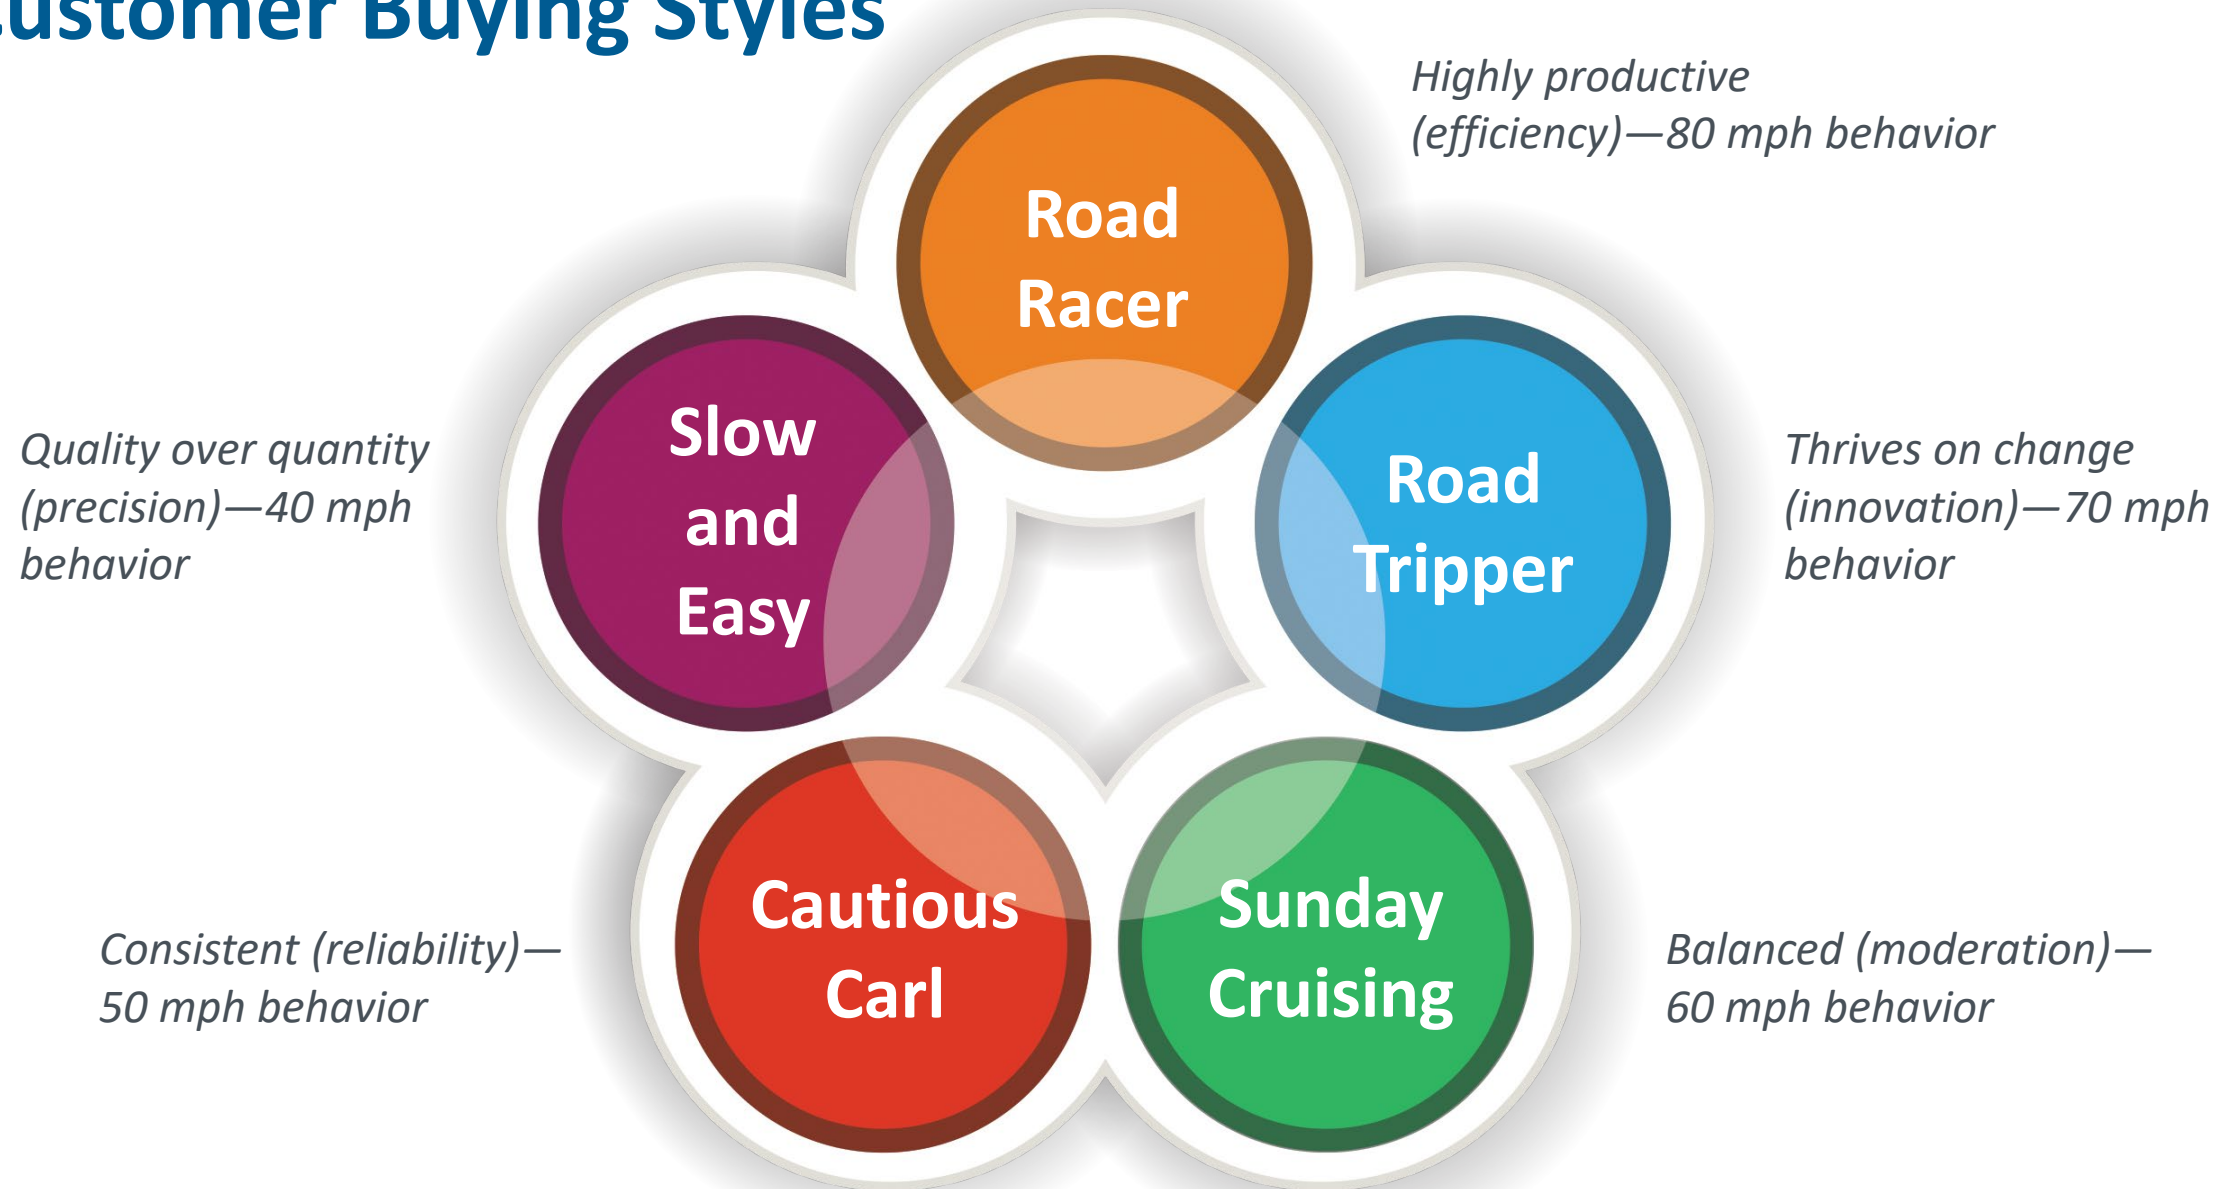 ustomer Buying Styles
Highly productive
(efficiency)—80 mph behavior
Road
Racer
Slow
and
Easy
Road
Tripper
Quality over quantity
(precision)—40 mph
behavior
Thrives on change
(innovation)—70 mph
behavior
Cautious
Carl
Sunday
Cruising
Consistent (reliability)—
50 mph behavior
Balanced (moderation)—
60 mph behavior